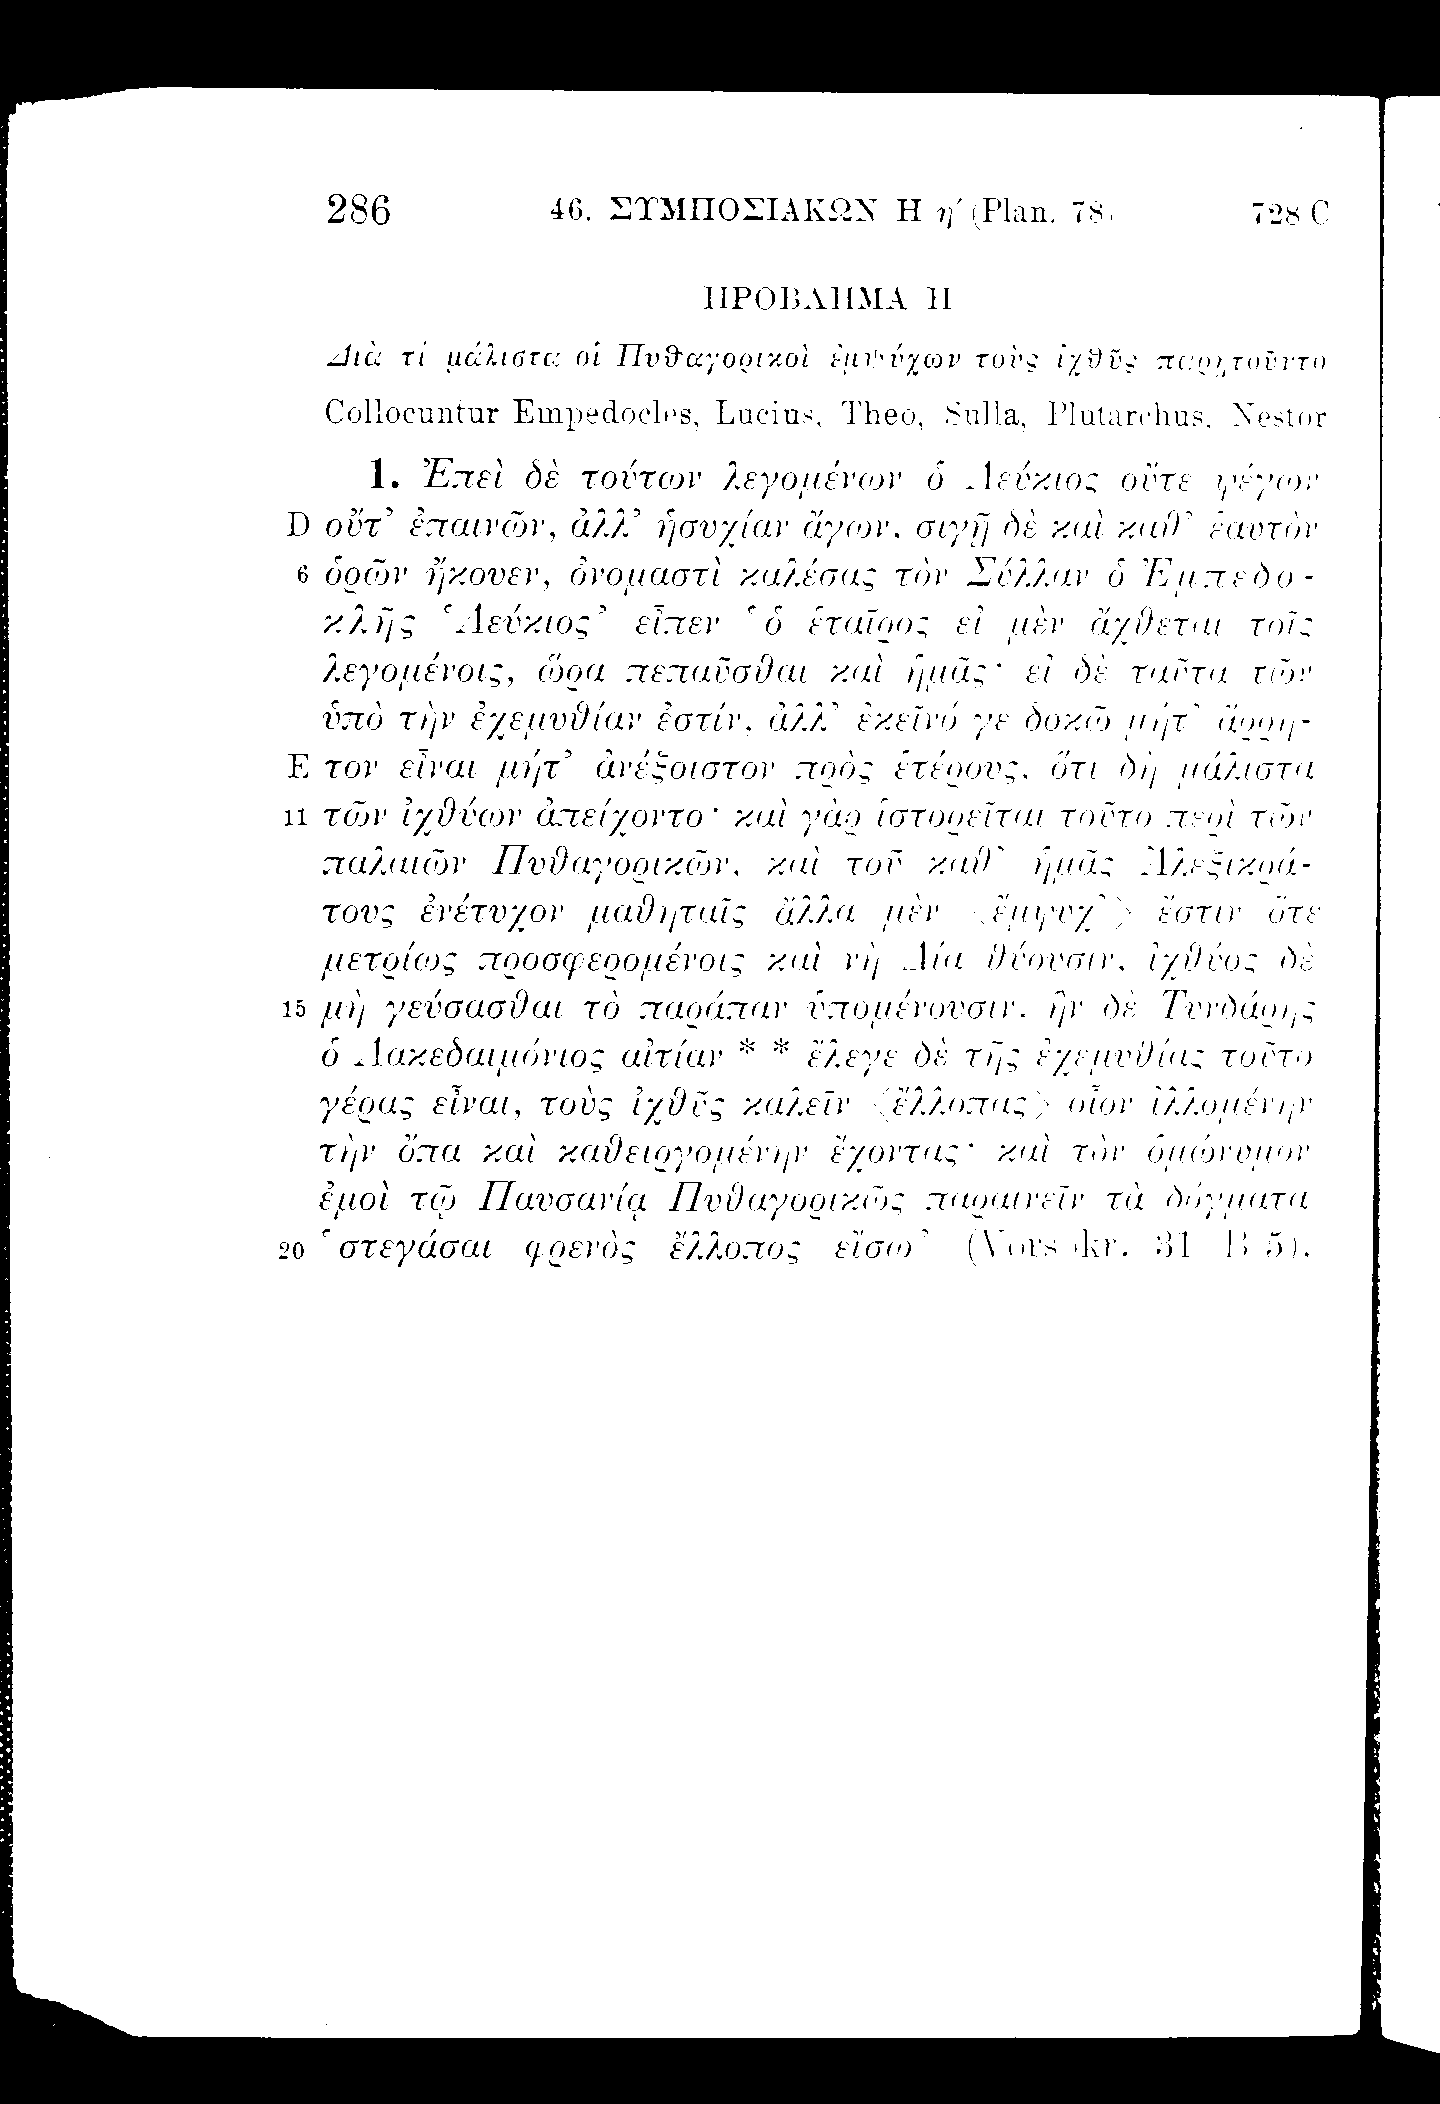 286 46. ΣΥΜΠΟΣΙΑΚΩΝ Η η′ (Plan. 78) 728 C
ΠΡΟΒΛΗΜΑ Η
Διὰ τί μάλιστα οἱ Πυθαγορικοὶ ἐμψύχων τοὺς ἰχθῦς παρῃτοῦντο
Collocuntur Empedocles, Lucius, Theo, Sulla, Plutarchus, Nestor
1. Ἐπεὶ δὲ τούτων λεγομένων ὁ Λεύκιος οὔτε ψέγων
D οὔτ’ ἐπαινῶν, ἀλλ’ ἡσυχίαν ἄγων, σιγῇ δὲ καὶ καθ’ ἑαυτὸν
6 ὁρῶν ἤκουεν, ὀνομαστὶ καλέσας τὸν Σύλλαν ὁ Ἐμπεδο-
κλῆς ‘Λεύκιος’ εἶπεν ‘ὁ ἑταῖρος εἰ μὲν ἄχθεται τοῖς
λεγομένοις, ὥρα πεπαῦσθαι καὶ ἡμᾶς· εἰ δὲ ταῦτα τῶν
ὑπὸ τὴν ἐχεμυθίαν ἐστίν, ἀλλ’ ἐκεῖνό γε δοκῶ μήτ’ ἄρρη-
E τον εἶναι μήτ’ ἀνέξοιστον πρὸς ἑτέρους, ὅτι δὴ μάλιστα
11 τῶν ἰχθύων ἀπείχοντο· καὶ γὰρ ἱστορεῖται τοῦτο περὶ τῶν
παλαιῶν Πυθαγορικῶν, καὶ τοῦ καθ’ ἡμᾶς Ἀλεξικρά-
τους ἐνέτυχον μαθηταῖς ἄλλα μὲν ⟨ἔμψυχ’⟩ ἔστιν ὅτε
μετρίως προσφερομένοις καὶ νὴ Δία θύουσιν, ἰχθύος δὲ
15 μὴ γεύσασθαι τὸ παράπαν ὑπομένουσιν. ἣν δὲ Τυνδάρης
ὁ Λακεδαιμόνιος αἰτίαν * * ἔλεγε δὲ τῆς ἐχεμυθίας τοῦτο
γέρας εἶναι, τοὺς ἰχθῦς καλεῖν ⟨ἔλλοπας⟩ οἷον ἰλλομένην
τὴν ὄπα καὶ καθειργομένην ἔχοντας· καὶ τὸν ὁμώνυμον
ἐμοὶ τῷ Παυσανίᾳ Πυθαγορικῶς παραινεῖν τὰ δόγματα
20 ‘στεγάσαι φρενὸς ἔλλοπος εἴσω’ (Vorsokr. 31 B 5).